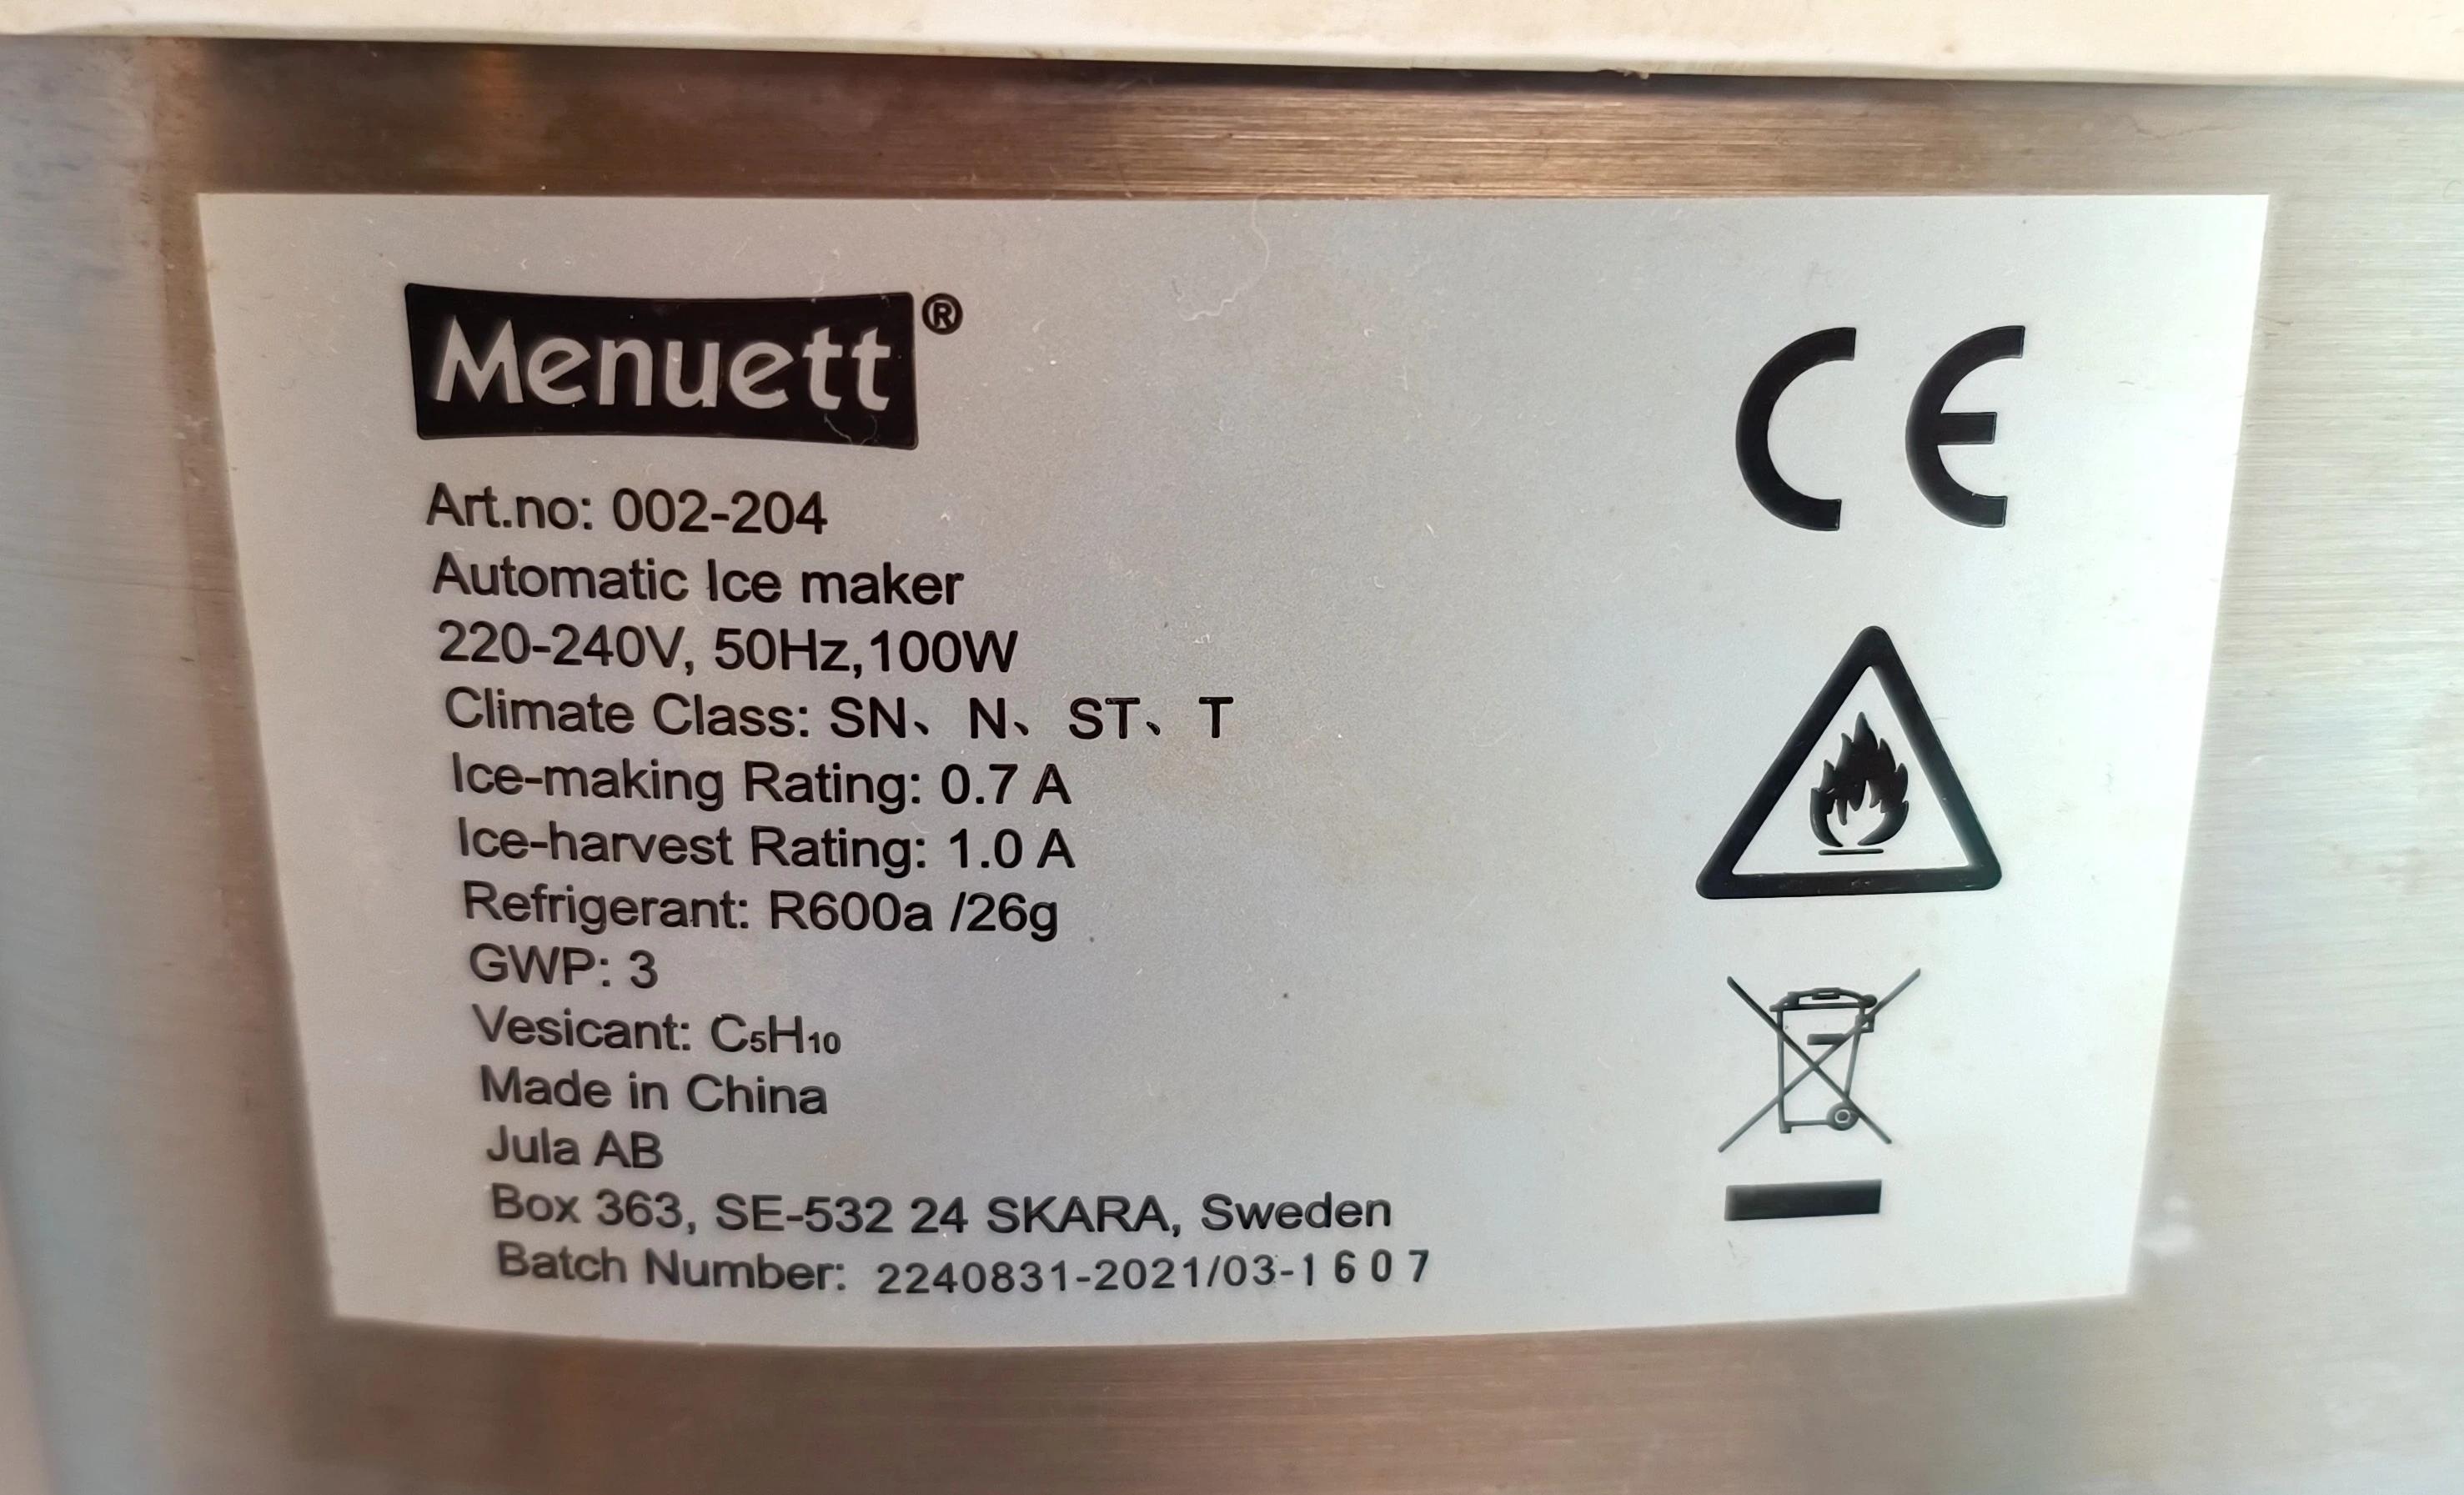 Menuett®
Art.no: 002-204
Automatic Ice maker
220-240V, 50Hz,100W
Climate Class: SN、 N、 ST、 T
Ice-making Rating: 0.7 A
Ice-harvest Rating: 1.0 A
Refrigerant: R600a /26g
GWP: 3
Vesicant: C₅H₁₀
Made in China
Jula AB
Box 363, SE-532 24 SKARA, Sweden
Batch Number: 2240831-2021/03-1607
CE